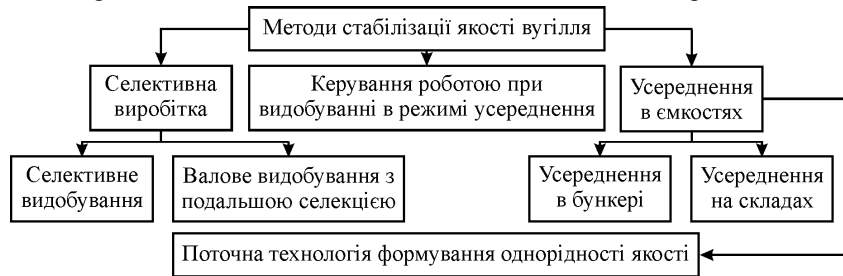 Методи стабілізації якості вугілля
Селективна
виробітка
Керування роботою при
видобуванні в режимі усереднення
Усереднення
в ємкостях
Селективне
видобування
Валове видобування з
подальшою селекцією
Усереднення
в бункері
Усереднення
на складах
Поточна технологія формування однорідності якості